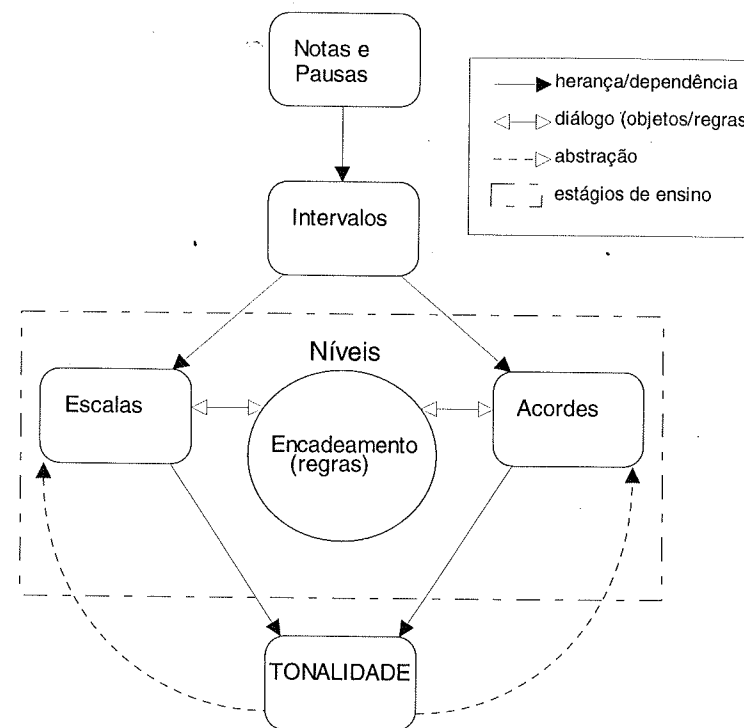 Notas e
Pausas
herança/dependência
diálogo (objetos/regras
abstração
estágios de ensino
Intervalos
Níveis
Escalas
Encadeamento
(regras)
Acordes
TONALIDADE